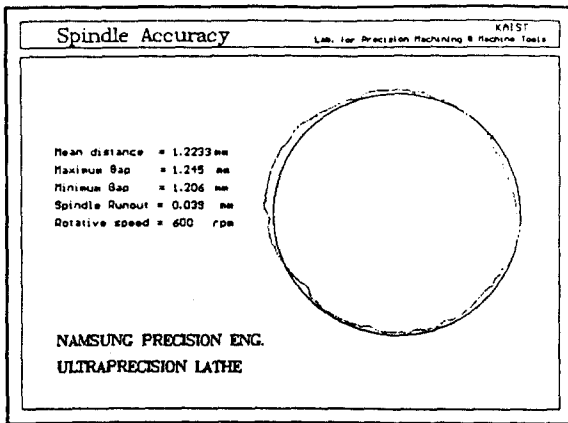 Spindle Accuracy
KAIST
Lab. for Precision Machining & Machine Tools
Mean distance = 1.2233 mm
Maximum Gap = 1.245 mm
Minimum Gap = 1.206 mm
Spindle Runout = 0.039 mm
Rotative speed = 600 rpm
NAMSUNG PRECISION ENG.
ULTRAPRECISION LATHE